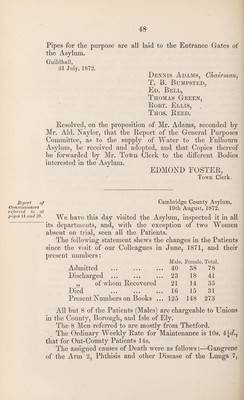 48
Pipes for the purpose are all laid to the Entrance Gates of
the Asylum.
Guildhall,
31 July, 1872.
Dennis Adams, Chairman,
T. B. Bumpsted,
Ed. Bell,
Thomas Green,
Robt. Ellis,
Thos. Reed.
Resolved, on the proposition of Mr. Adams, seconded by
Mr. Ald. Naylor, that the Report of the General Purposes
Committee, as to the supply of Water to the Fulbourn
Asylum, be received and adopted, and that Copies thereof
be forwarded by Mr. Town Clerk to the different Bodies
interested in the Asylum.
EDMOND FOSTER,
Town Clerk.
Report of
Commissioners
referred to at
pages 14 and 20.
Cambridge County Asylum,
19th August, 1872.
We have this day visited the Asylum, inspected it in all
its departments, and, with the exception of two Women
absent on trial, seen all the Patients.
The following statement shews the changes in the Patients
since the visit of our Colleagues in June, 1871, and their
present numbers:
Male. Female. Total.
Admitted ... ... ... 40 38 78
Discharged ... ... ... 23 18 41
„ of whom Recovered 21 14 35
Died ... ... ... 16 15 31
Present Numbers on Books ... 125 148 273
All but 8 of the Patients (Males) are chargeable to Unions
in the County, Borough, and Isle of Ely.
The 8 Men referred to are mostly from Thetford.
The Ordinary Weekly Rate for Maintenance is 10s. 4½d.,
that for Out-County Patients 14s.
The assigned causes of Death were as follows:—Gangrene
of the Arm 2, Phthisis and other Disease of the Lungs 7,